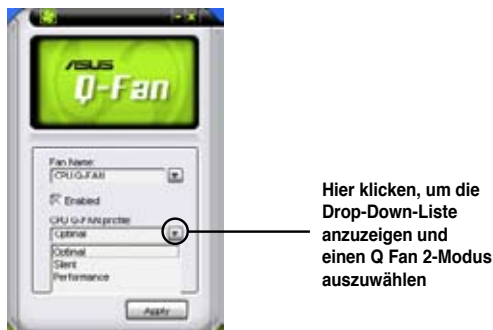 ASUS
Q-Fan
Fan Name
CPU Q-FAN
Enabled
CPU Q-FAN profile
Optimal
Optimal
Silent
Performance
Apply
Hier klicken, um die
Drop-Down-Liste
anzuzeigen und
einen Q Fan 2-Modus
auszuwählen